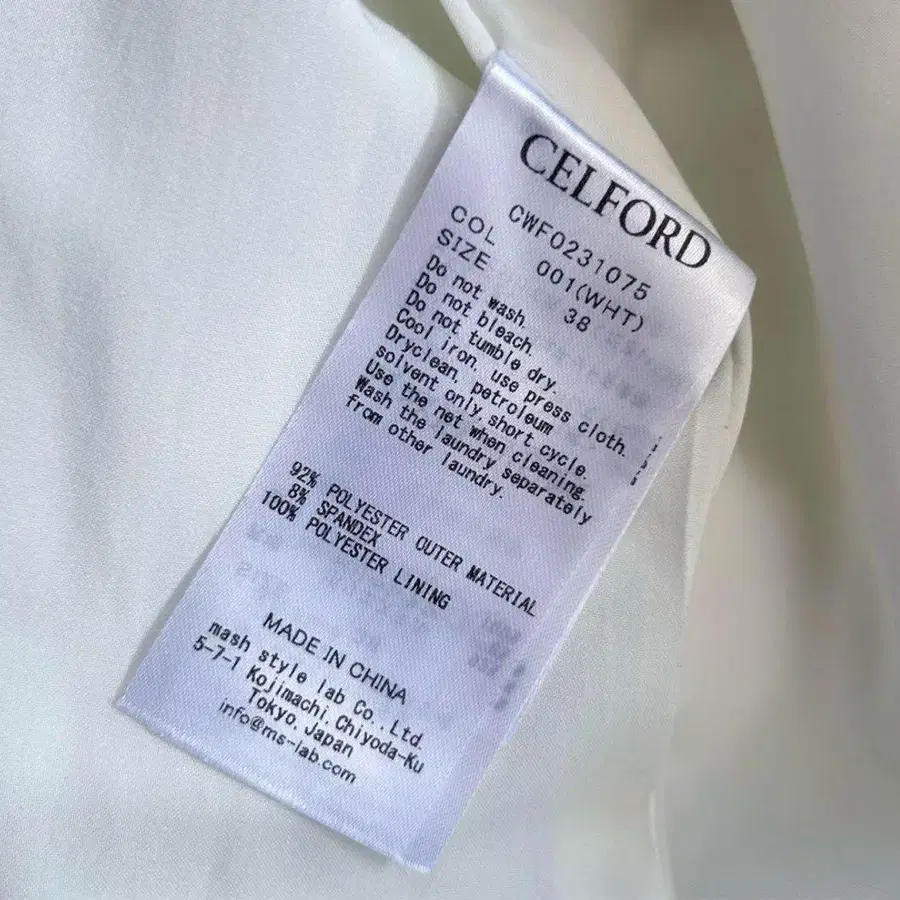 CELFORD
CWF0231075
COL 001(WHT)
SIZE 38
Do not wash.
Do not bleach.
Do not tumble dry.
Cool iron, use press cloth.
Dryclean, petroleum
solvent only,short cycle.
Use the net when cleaning.
Wash the laundry separately
from other laundry.
92% POLYESTER OUTER MATERIAL
8% SPANDEX
100% POLYESTER LINING
MADE IN CHINA
mash style lab Co.,Ltd.
5-7-1 Kojimachi,Chiyoda-Ku
Tokyo,Japan
info@ms-lab.com